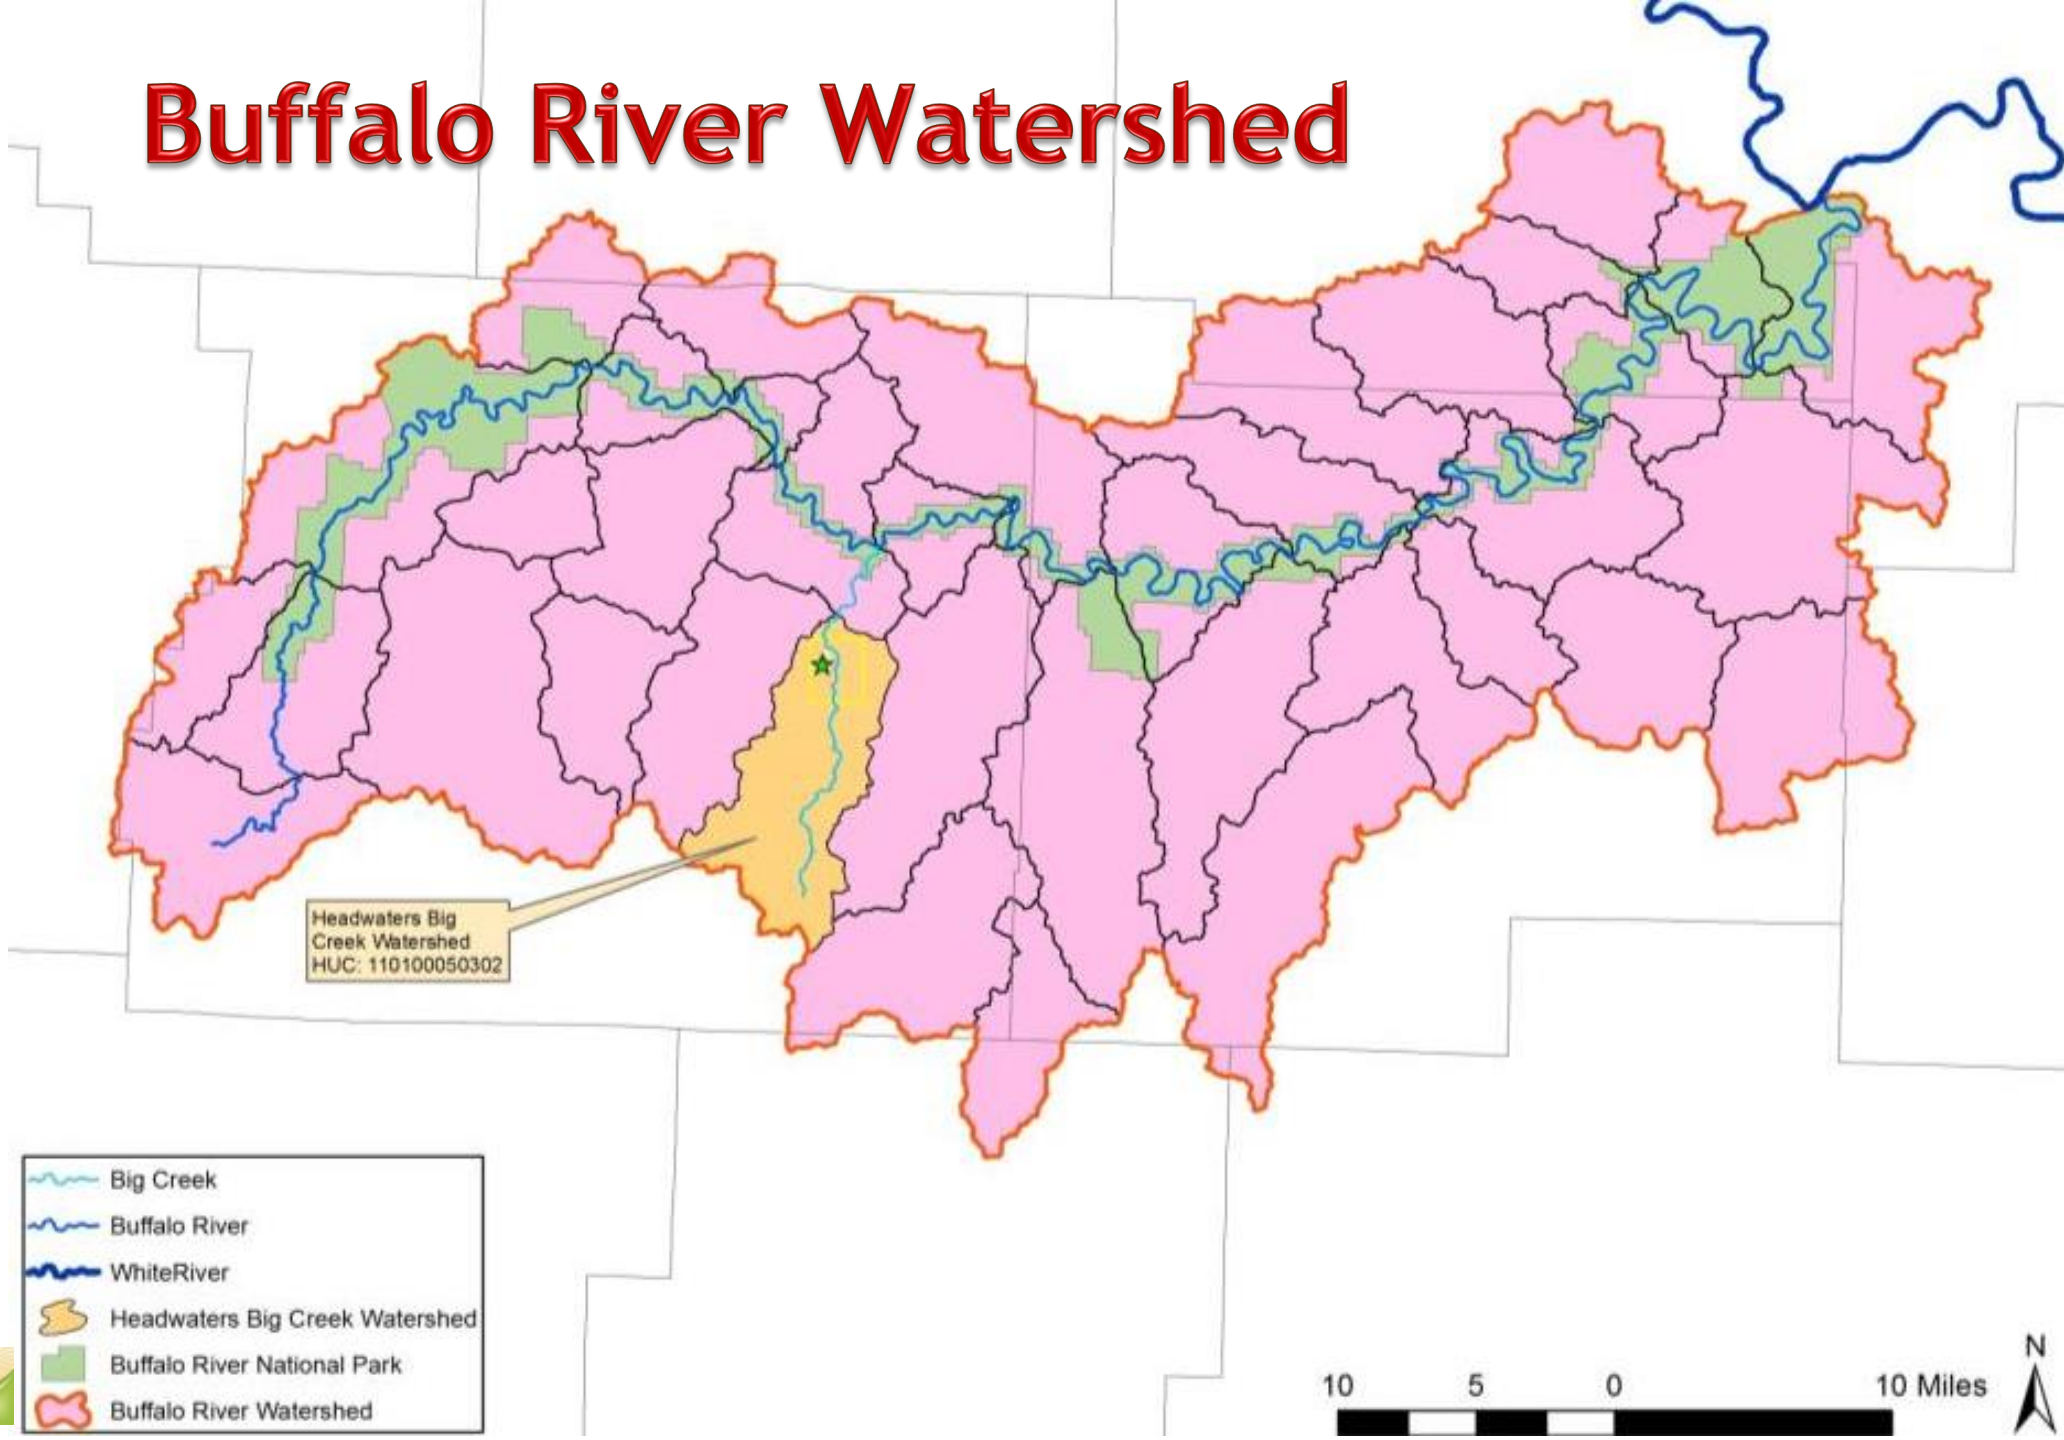 Buffalo River Watershed
Headwaters Big
Creek Watershed
HUC: 110100050302
Big Creek
Buffalo River
WhiteRiver
Headwaters Big Creek Watershed
Buffalo River National Park
Buffalo River Watershed
10 5 0 10 Miles
N